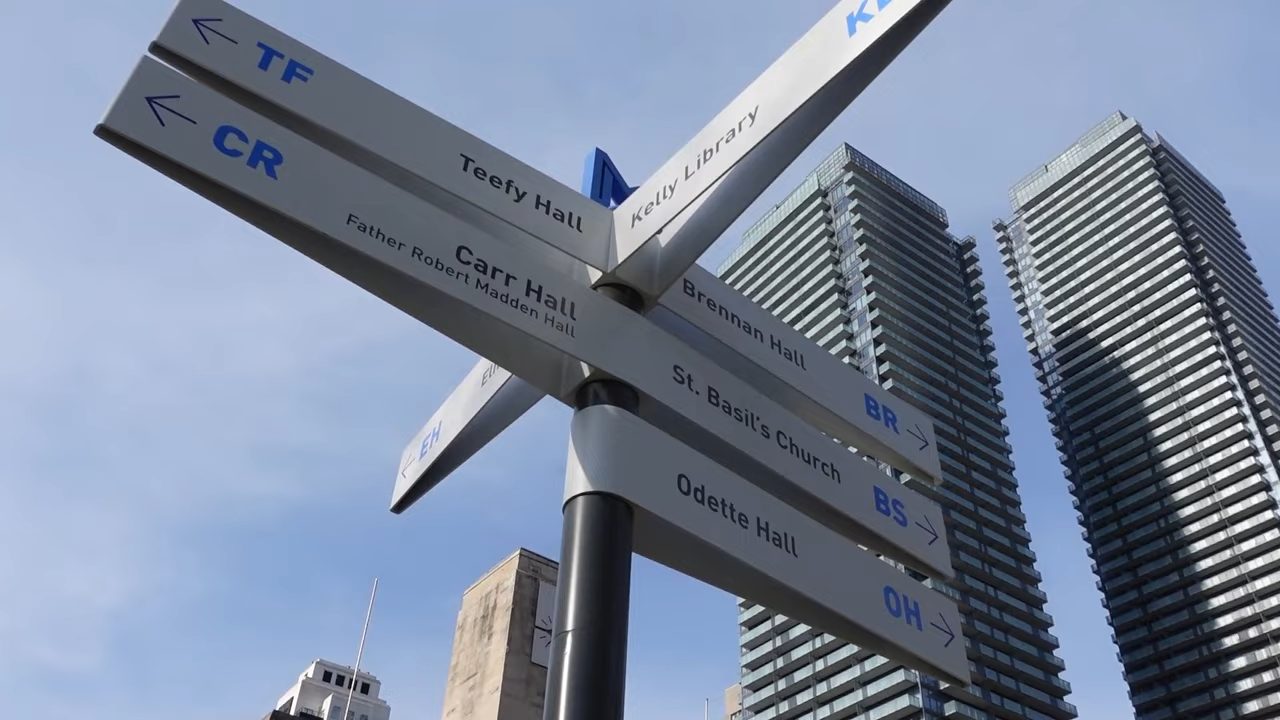 TF
Teefy Hall
CR
Carr Hall
Father Robert Madden Hall
Kelly Library
Brennan Hall
BR
St. Basil's Church
BS
Odette Hall
OH
EH